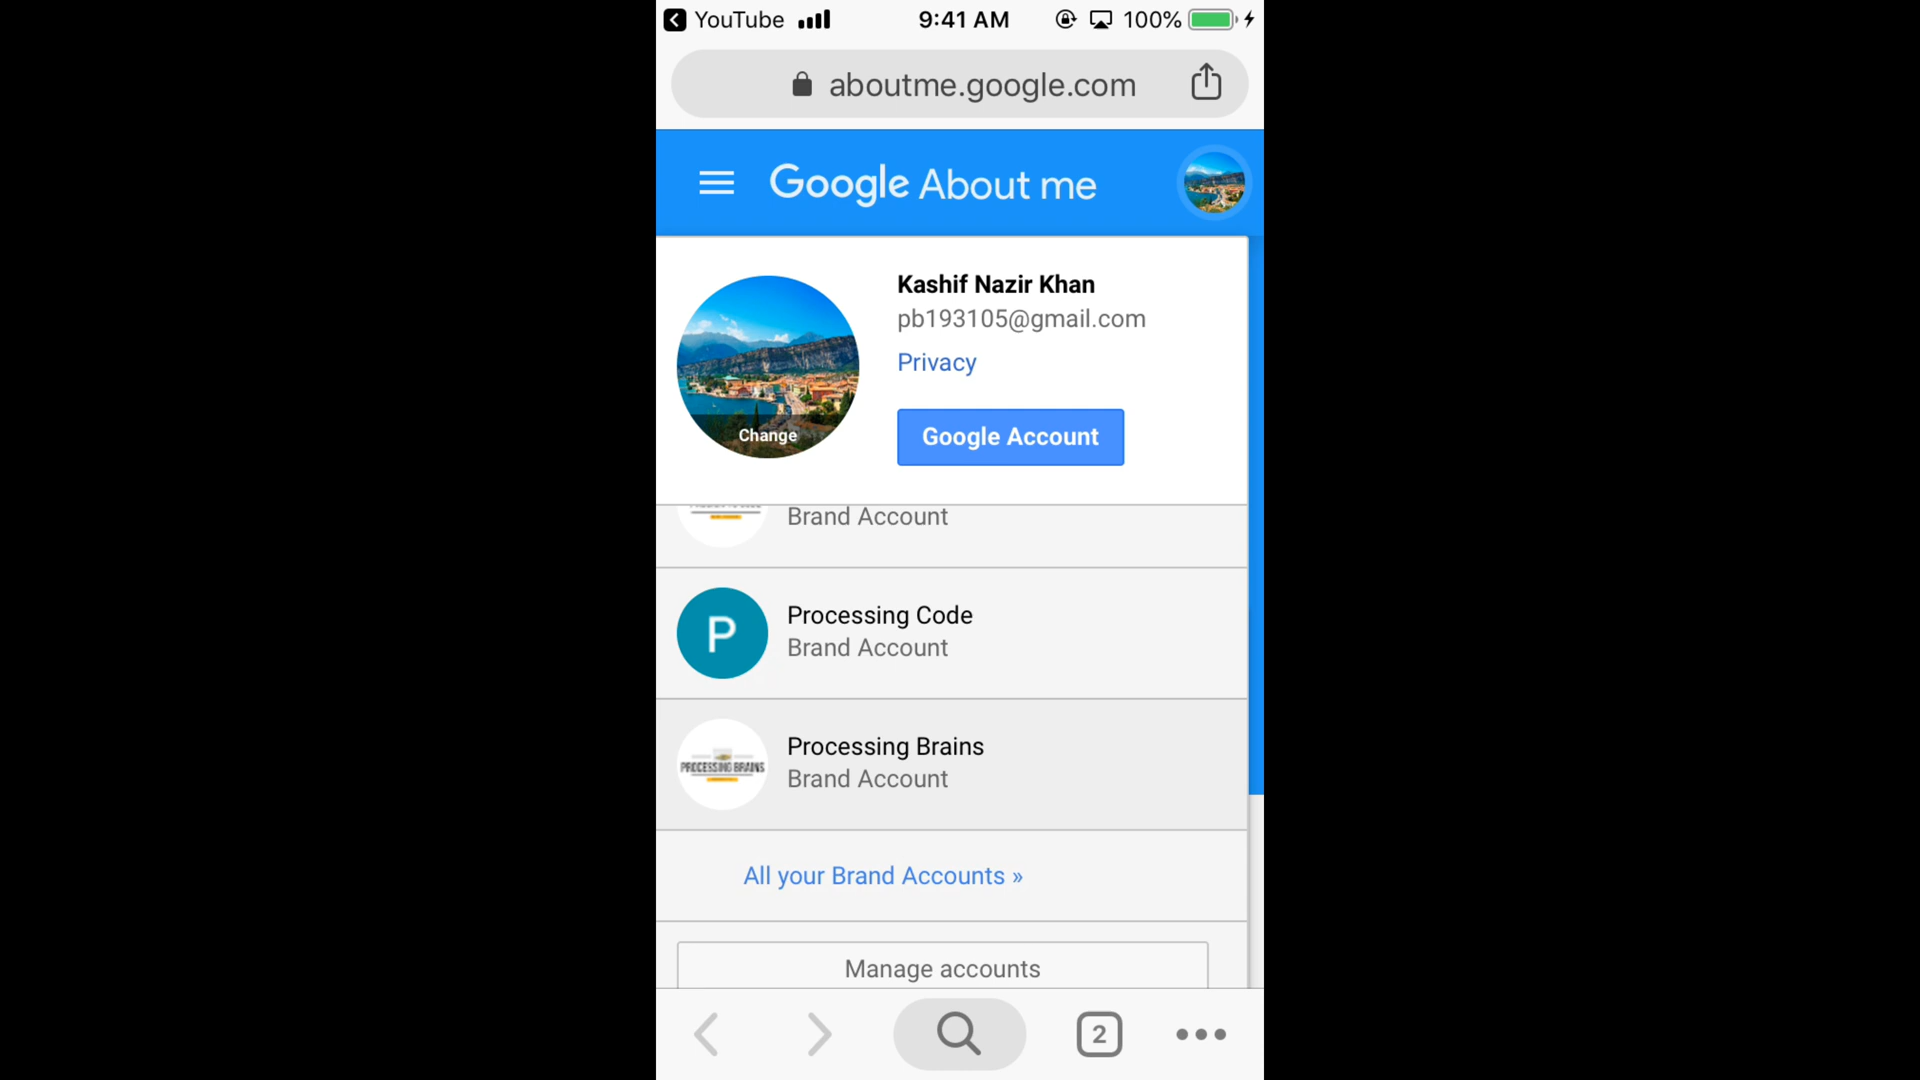 YouTube 9:41 AM 100%
aboutme.google.com
Google About me
Kashif Nazir Khan
pb193105@gmail.com
Privacy
Change
Google Account
Brand Account
P
Processing Code
Brand Account
PROCESSING BRAINS
Processing Brains
Brand Account
All your Brand Accounts »
Manage accounts
2